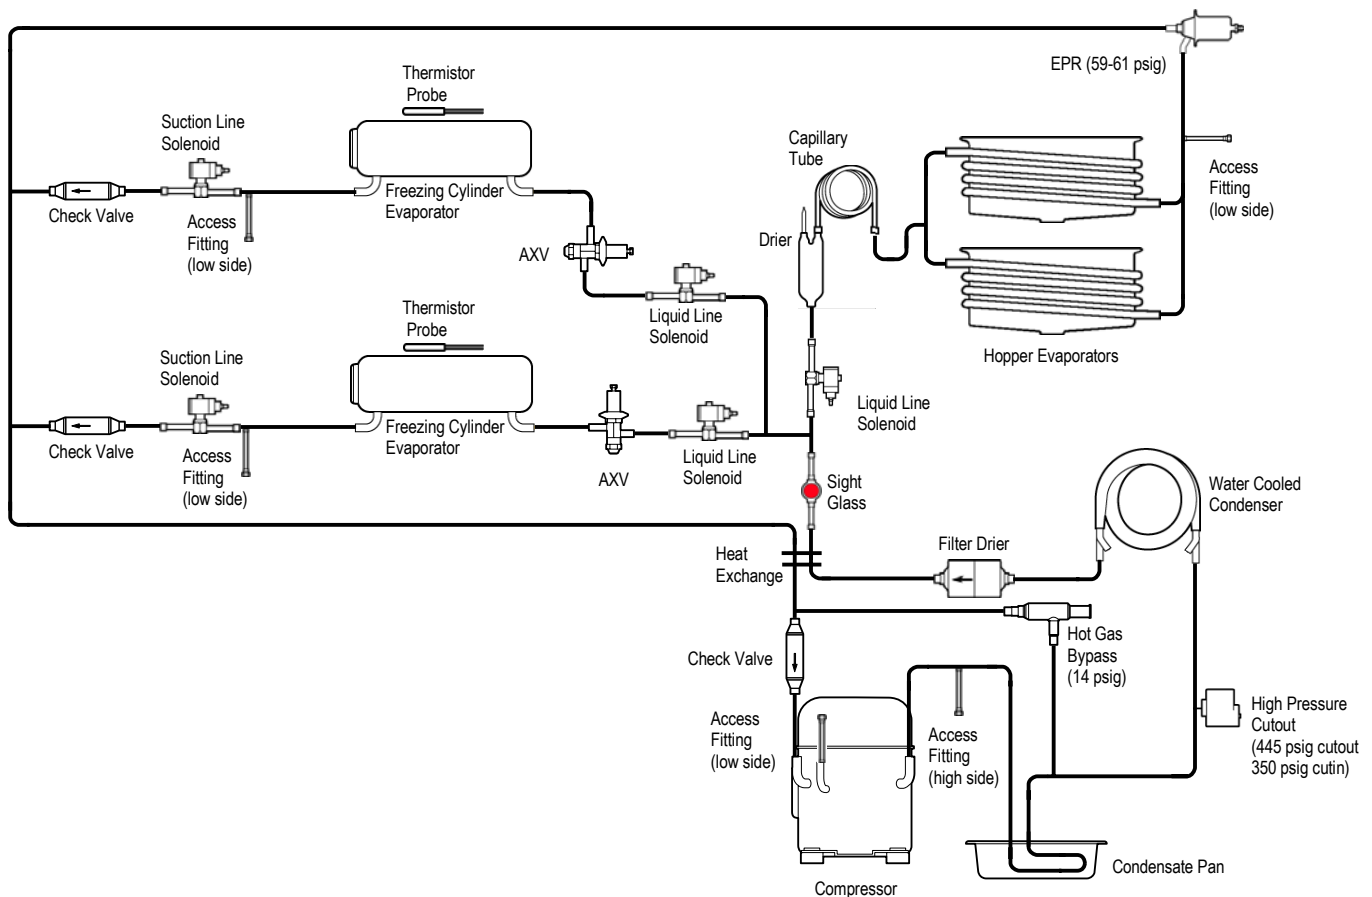 EPR (59-61 psig)
Thermistor
Probe
Suction Line
Solenoid
Capillary
Tube
Access
Fitting
(low side)
Freezing Cylinder
Evaporator
Check Valve
Access
Fitting
(low side)
Drier
AXV
Liquid Line
Solenoid
Thermistor
Probe
Hopper Evaporators
Suction Line
Solenoid
Liquid Line
Solenoid
Freezing Cylinder
Evaporator
Check Valve
Access
Fitting
(low side)
Liquid Line
Solenoid
AXV
Sight
Glass
Water Cooled
Condenser
Filter Drier
Heat
Exchange
Hot Gas
Bypass
(14 psig)
Check Valve
High Pressure
Cutout
(445 psig cutout
350 psig cutin)
Access
Fitting
(low side)
Access
Fitting
(high side)
Condensate Pan
Compressor